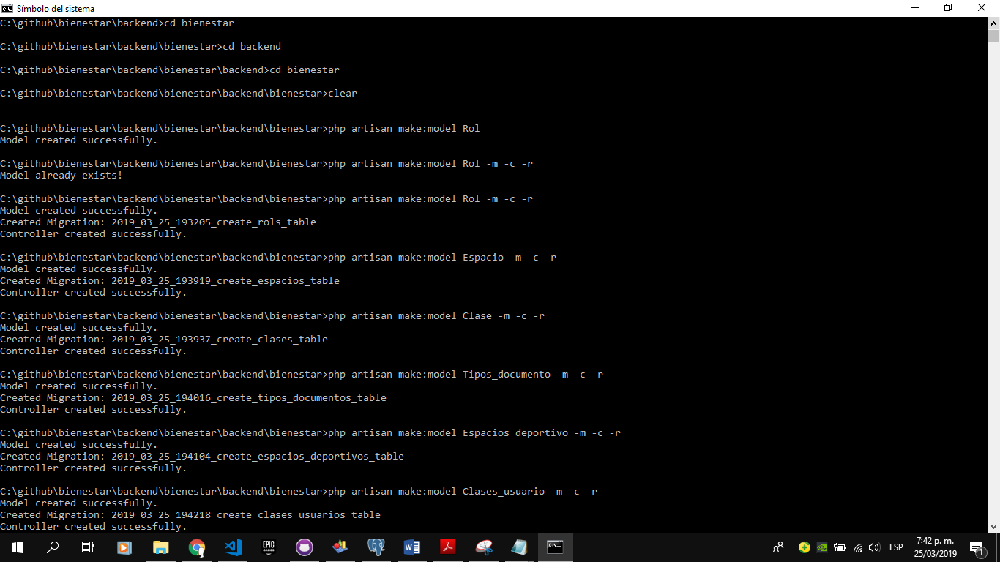 Símbolo del sistema
C:\github\bienestar\backend>cd bienestar
C:\github\bienestar\backend\bienestar>cd backend
C:\github\bienestar\backend\bienestar\backend>cd bienestar
C:\github\bienestar\backend\bienestar\backend\bienestar>clear
C:\github\bienestar\backend\bienestar\backend\bienestar>php artisan make:model Rol
Model created successfully.
C:\github\bienestar\backend\bienestar\backend\bienestar>php artisan make:model Rol -m -c -r
Model already exists!
C:\github\bienestar\backend\bienestar\backend\bienestar>php artisan make:model Rol -m -c -r
Model created successfully.
Created Migration: 2019_03_25_193205_create_rols_table
Controller created successfully.
C:\github\bienestar\backend\bienestar\backend\bienestar>php artisan make:model Espacio -m -c -r
Model created successfully.
Created Migration: 2019_03_25_193919_create_espacios_table
Controller created successfully.
C:\github\bienestar\backend\bienestar\backend\bienestar>php artisan make:model Clase -m -c -r
Model created successfully.
Created Migration: 2019_03_25_193937_create_clases_table
Controller created successfully.
C:\github\bienestar\backend\bienestar\backend\bienestar>php artisan make:model Tipos_documento -m -c -r
Model created successfully.
Created Migration: 2019_03_25_194016_create_tipos_documentos_table
Controller created successfully.
C:\github\bienestar\backend\bienestar\backend\bienestar>php artisan make:model Espacios_deportivo -m -c -r
Model created successfully.
Created Migration: 2019_03_25_194104_create_espacios_deportivos_table
Controller created successfully.
C:\github\bienestar\backend\bienestar\backend\bienestar>php artisan make:model Clases_usuario -m -c -r
Model created successfully.
Created Migration: 2019_03_25_194218_create_clases_usuarios_table
Controller created successfully.
EPIC
GAMES
ESP
7:42 p. m.
25/03/2019
1